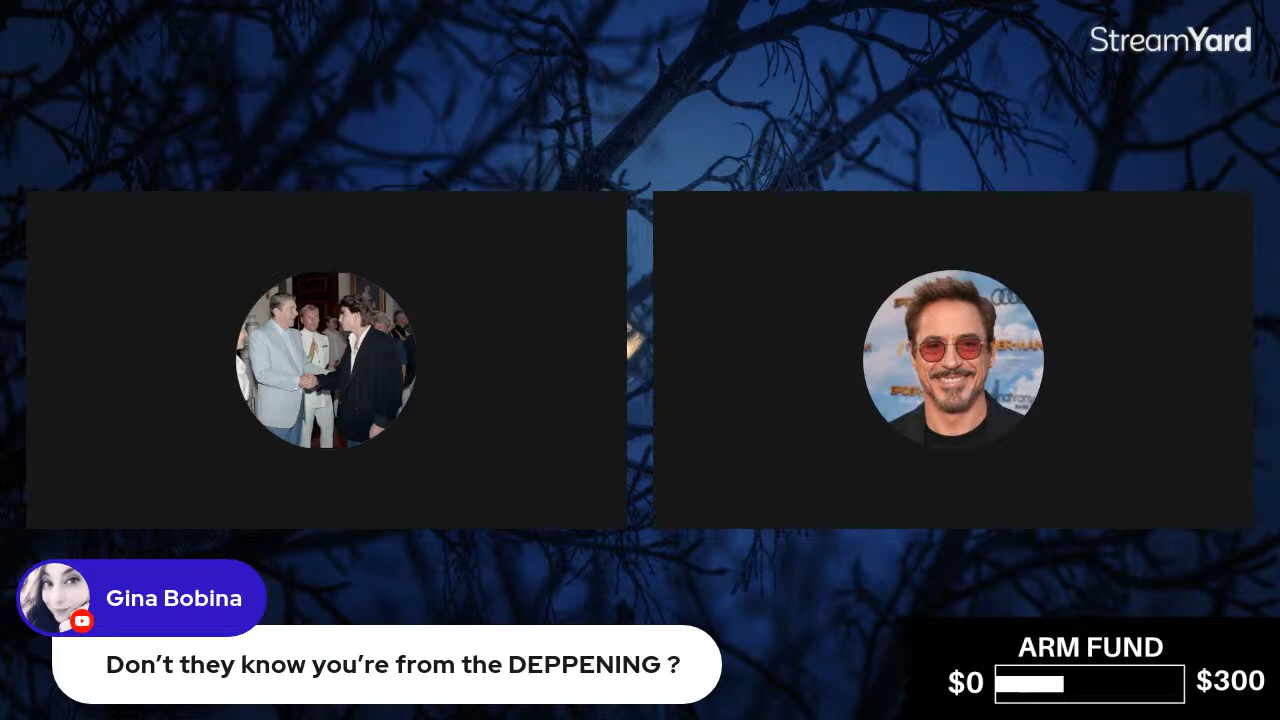 StreamYard
Gina Bobina
Don’t they know you’re from the DEPPENING ?
ARM FUND
$0 $300